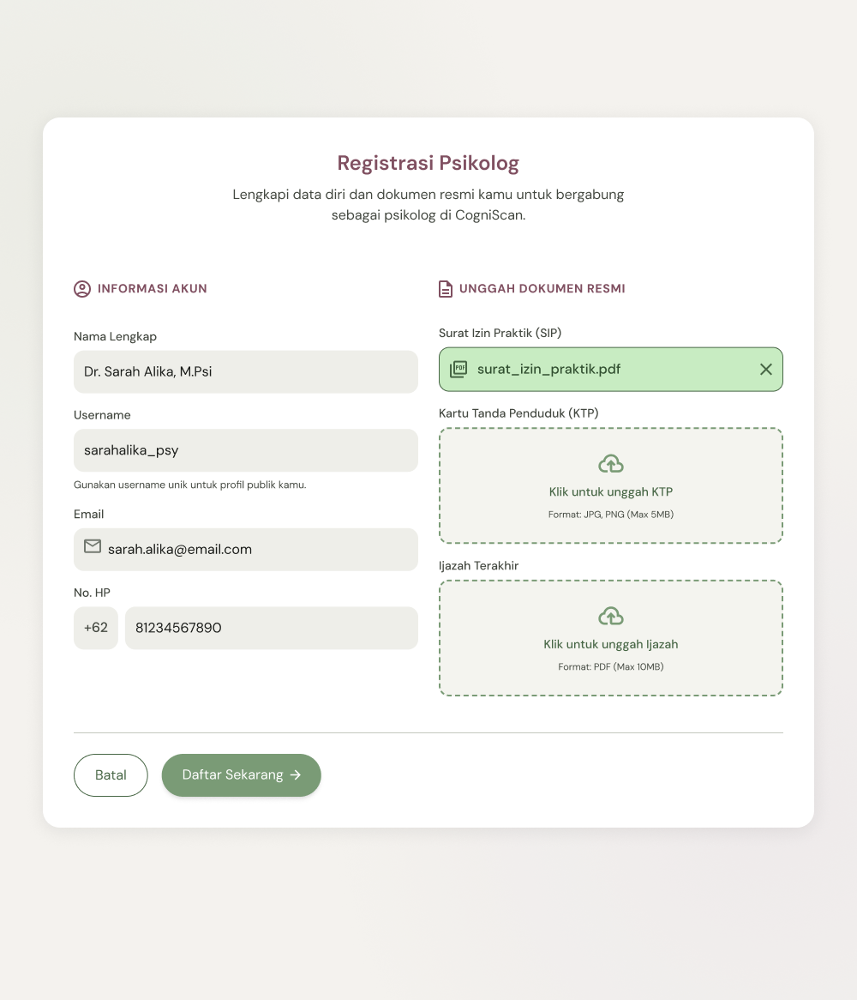 Registrasi Psikolog
Lengkapi data diri dan dokumen resmi kamu untuk bergabung
sebagai psikolog di CogniScan.
INFORMASI AKUN
Nama Lengkap
Dr. Sarah Alika, M.Psi
Username
sarahalika_psy
Gunakan username unik untuk profil publik kamu.
Email
sarah.alika@email.com
No. HP
+62 81234567890
UNGGAH DOKUMEN RESMI
Surat Izin Praktik (SIP)
PDF surat_izin_praktik.pdf
Kartu Tanda Penduduk (KTP)
Klik untuk unggah KTP
Format: JPG, PNG (Max 5MB)
Ijazah Terakhir
Klik untuk unggah Ijazah
Format: PDF (Max 10MB)
Batal
Daftar Sekarang →